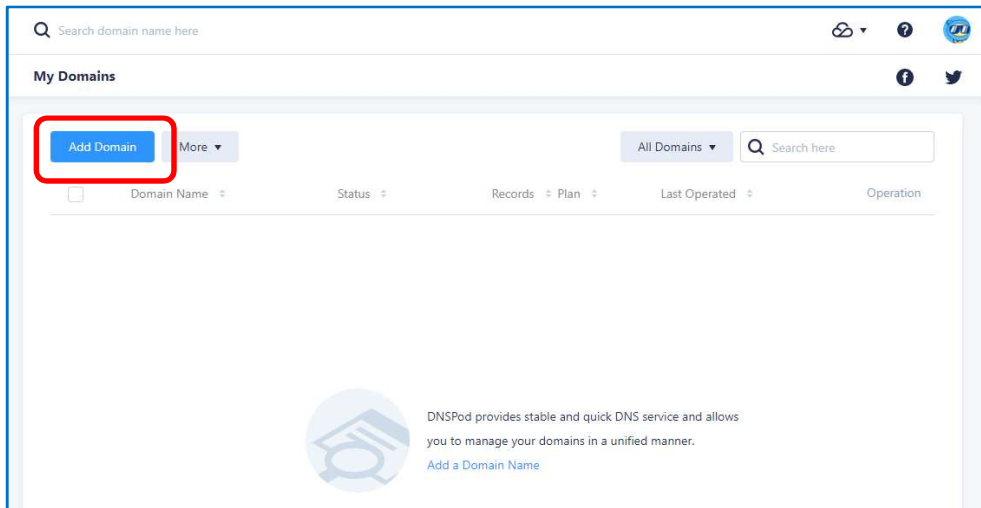 Search domain name here
My Domains
Add Domain More All Domains Search here
Domain Name Status Records Plan Last Operated Operation
DNSPod provides stable and quick DNS service and allows
you to manage your domains in a unified manner.
Add a Domain Name